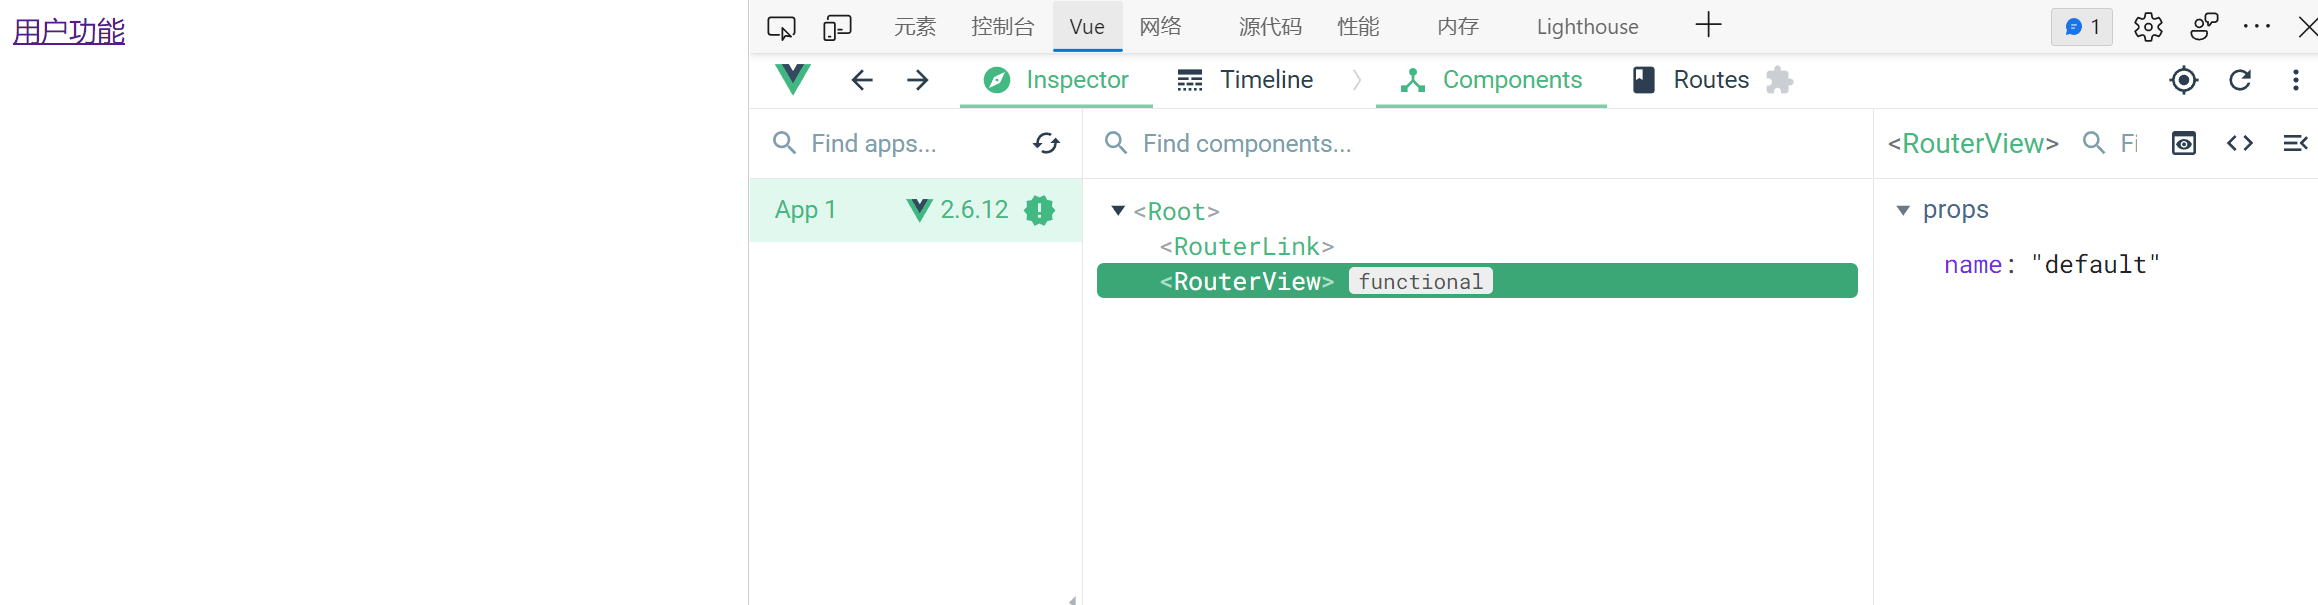 用户功能
元素 控制台 Vue 网络 源代码 性能 内存 Lighthouse 1
Inspector Timeline Components Routes
Find apps... Find components... <RouterView> Fi
App 1 2.6.12
<Root>
<RouterLink>
<RouterView> functional
props
name: "default"